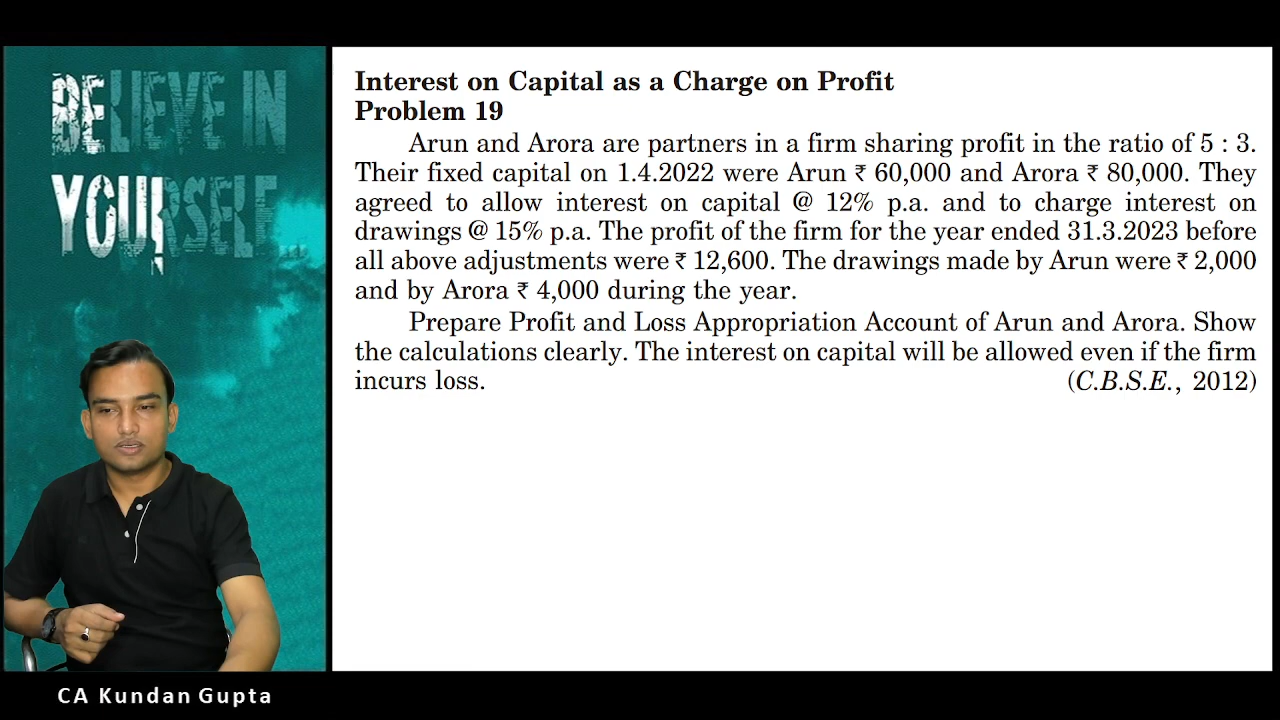 BELIEVE IN
YOURSELF...
Interest on Capital as a Charge on Profit
Problem 19
Arun and Arora are partners in a firm sharing profit in the ratio of 5 : 3.
Their fixed capital on 1.4.2022 were Arun ₹ 60,000 and Arora ₹ 80,000. They
agreed to allow interest on capital @ 12% p.a. and to charge interest on
drawings @ 15% p.a. The profit of the firm for the year ended 31.3.2023 before
all above adjustments were ₹ 12,600. The drawings made by Arun were ₹ 2,000
and by Arora ₹ 4,000 during the year.
Prepare Profit and Loss Appropriation Account of Arun and Arora. Show
the calculations clearly. The interest on capital will be allowed even if the firm
incurs loss. (C.B.S.E., 2012)
CA Kundan Gupta